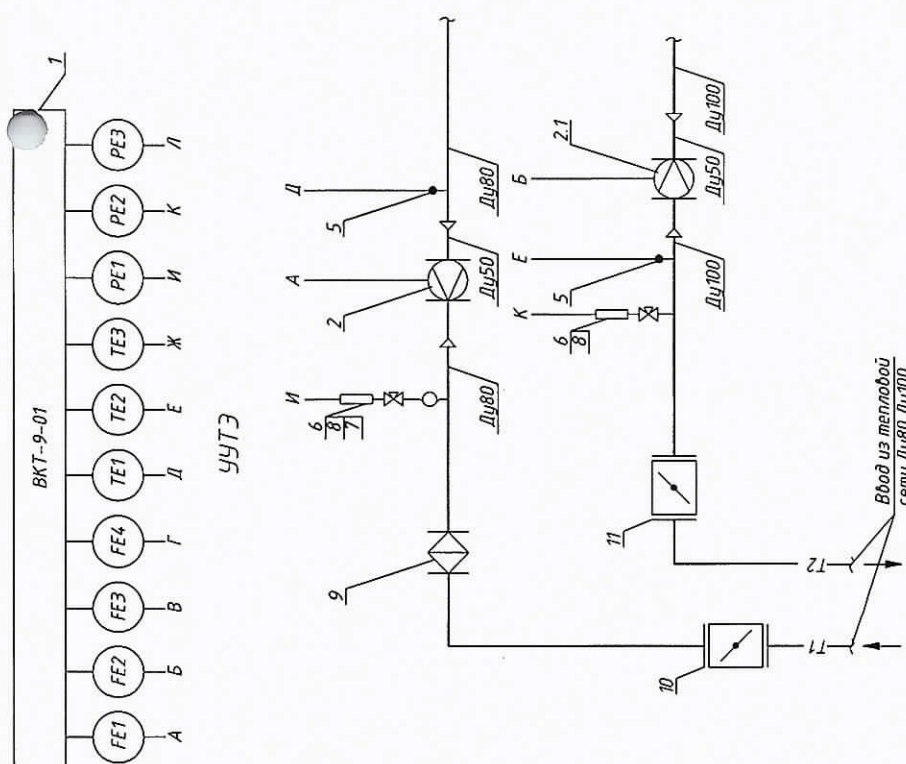 ВКТ-9-01
1
FE1
FE2
FE3
FE4
TE1
TE2
TE3
PE1
PE2
PE3
А
Б
В
Г
Д
Е
Ж
И
К
Л
УУТЭ
И
6
8
7
А
2
Д
5
9
Ду80
Ду50
Ду80
К
6
8
Е
5
Б
2.1
11
Ду100
Ду50
Ду100
10
Т1
Т2
Ввод из тепловой
сети Ду80, Ду100